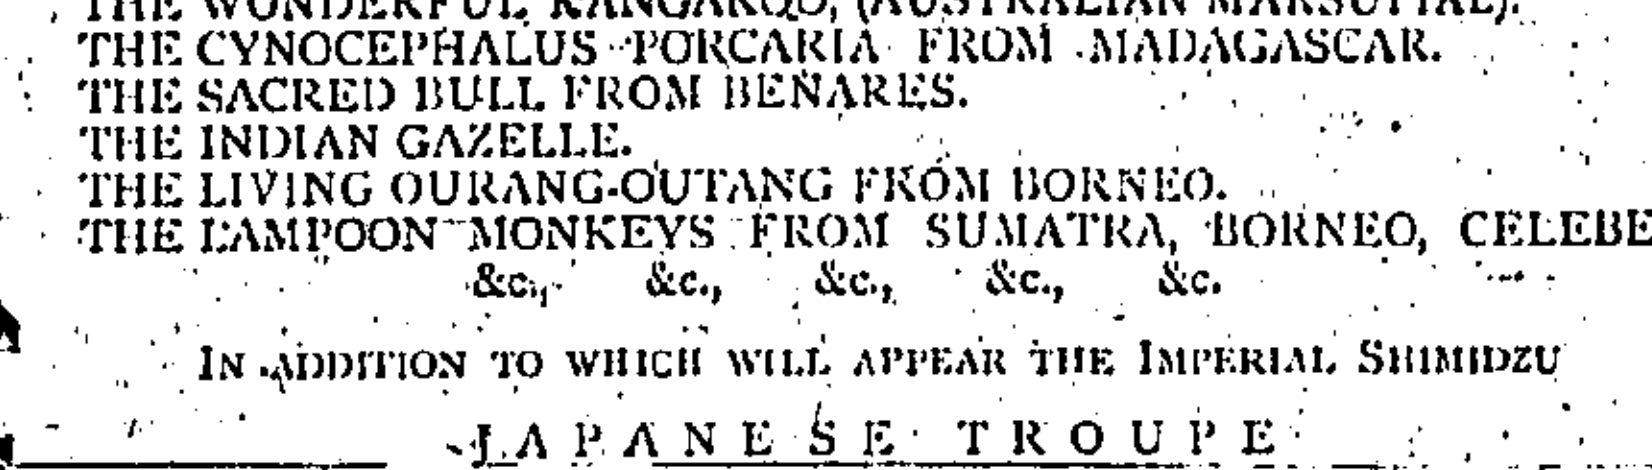 THE WONDERFUL KANGAROO, (AUSTRALIAN MARSUPIAL).
THE CYNOCEPHALUS PORCARIA FROM MADAGASCAR.
THE SACRED BULL FROM BENARES.
THE INDIAN GAZELLE.
THE LIVING OURANG-OUTANG FROM BORNEO.
THE LAMPOON MONKEYS FROM SUMATRA, BORNEO, CELEBE
&c., &c., &c., &c., &c.
IN ADDITION TO WHICH WILL APPEAR THE IMPERIAL SHIMIDZU
JAPANESE TROUPE